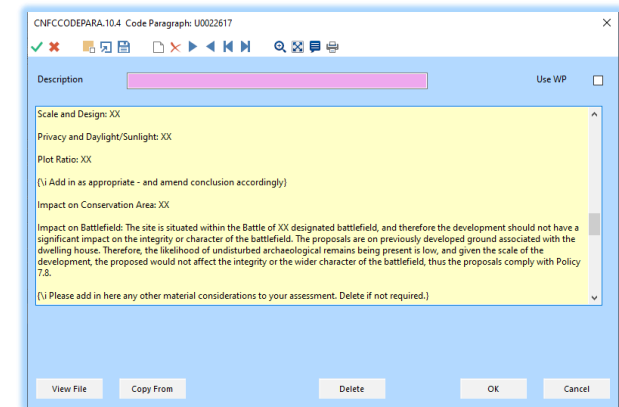 CNFCCODEPARA.10.4 Code Paragraph: U0022617
Description
Use WP
Scale and Design: XX
Privacy and Daylight/Sunlight: XX
Plot Ratio: XX
{\i Add in as appropriate - and amend conclusion accordingly}
Impact on Conservation Area: XX
Impact on Battlefield: The site is situated within the Battle of XX designated battlefield, and therefore the development should not have a
significant impact on the integrity or character of the battlefield. The proposals are on previously developed ground associated with the
dwelling house. Therefore, the likelihood of undisturbed archaeological remains being present is low, and given the scale of the
development, the proposed would not affect the integrity or the wider character of the battlefield, thus the proposals comply with Policy
7.8.
{\i Please add in here any other material considerations to your assessment. Delete if not required.}
View File
Copy From
Delete
OK
Cancel